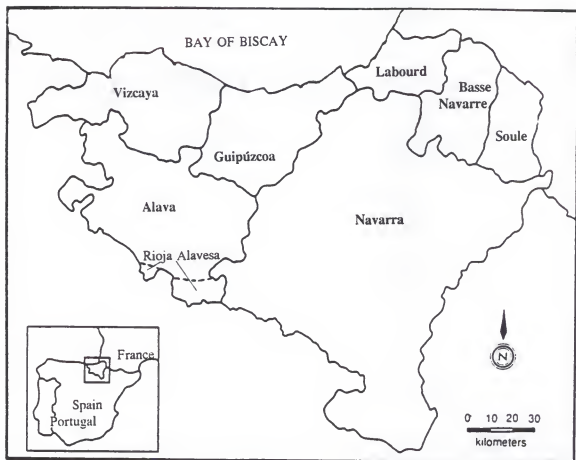 BAY OF BISCAY
Labourd
Vizcaya
Basse
Navarre
Soule
Guipúzcoa
Alava
Navarra
Rioja Alavesa
France
Spain
Portugal
N
0 10 20 30
kilometers